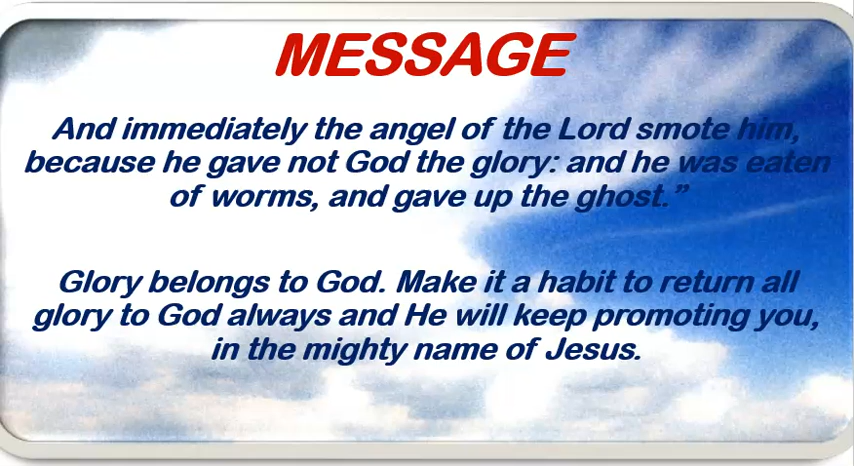 MESSAGE
And immediately the angel of the Lord smote him,
because he gave not God the glory: and he was eaten
of worms, and gave up the ghost.”
Glory belongs to God. Make it a habit to return all
glory to God always and He will keep promoting you,
in the mighty name of Jesus.